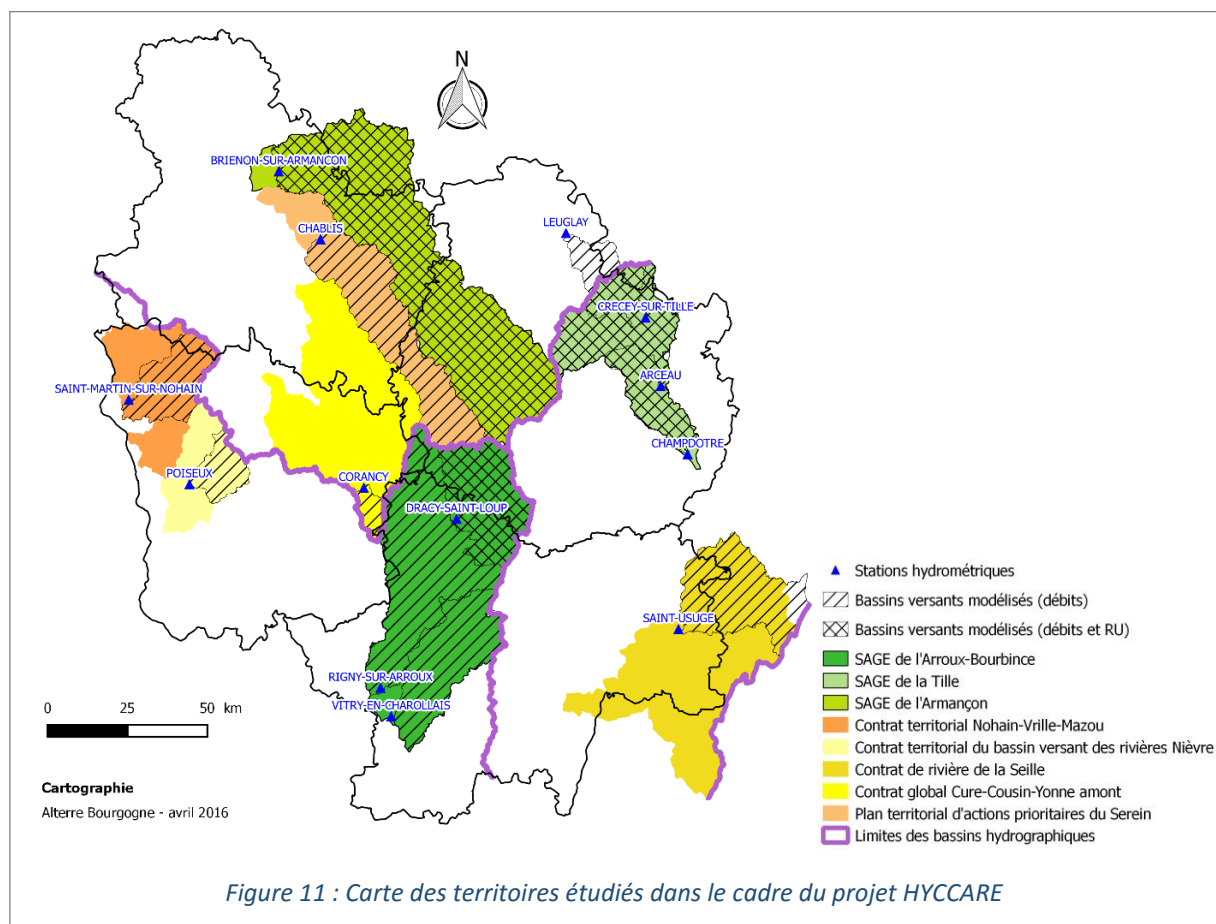 N
BRIENON-SUR-ARMANCON
LEUGLAY
CHABLIS
CRECEY-SUR-TILLE
SAINT-MARTIN-SUR-NOHAIN
ARCEAU
CHAMPDOTRE
POISEUX
CORANCY
DRACY-SAINT-LOUP
SAINT-USUGE
RIGNY-SUR-ARROUX
VITRY-EN-CHAROLLAIS
0 25 50 km
Cartographie
Alterre Bourgogne - avril 2016
Stations hydrométriques
Bassins versants modélisés (débits)
Bassins versants modélisés (débits et RU)
SAGE de l'Arroux-Bourbince
SAGE de la Tille
SAGE de l'Armançon
Contrat territorial Nohain-Vrille-Mazou
Contrat territorial du bassin versant des rivières Nièvre
Contrat de rivière de la Seille
Contrat global Cure-Cousin-Yonne amont
Plan territorial d'actions prioritaires du Serein
Limites des bassins hydrographiques
Figure 11 : Carte des territoires étudiés dans le cadre du projet HYCCARE